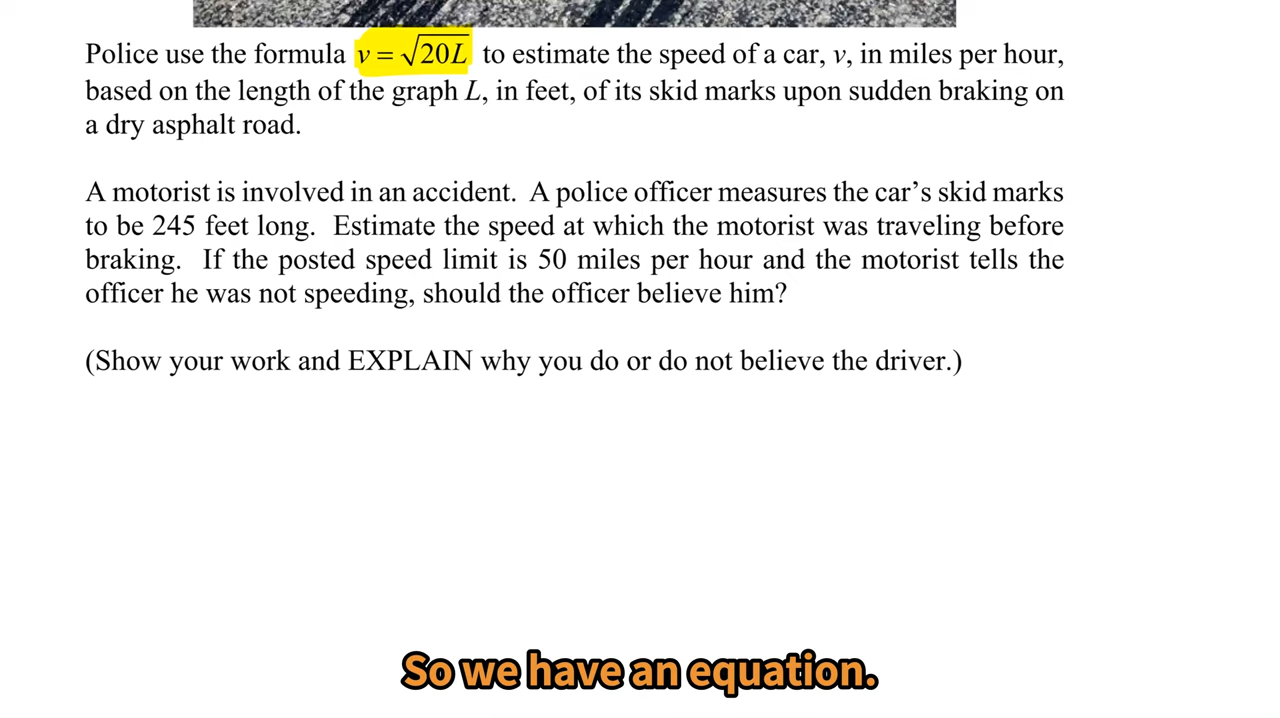 Police use the formula v = √20L to estimate the speed of a car, v, in miles per hour,
based on the length of the graph L, in feet, of its skid marks upon sudden braking on
a dry asphalt road.
A motorist is involved in an accident. A police officer measures the car's skid marks
to be 245 feet long. Estimate the speed at which the motorist was traveling before
braking. If the posted speed limit is 50 miles per hour and the motorist tells the
officer he was not speeding, should the officer believe him?
(Show your work and EXPLAIN why you do or do not believe the driver.)
So we have an equation.